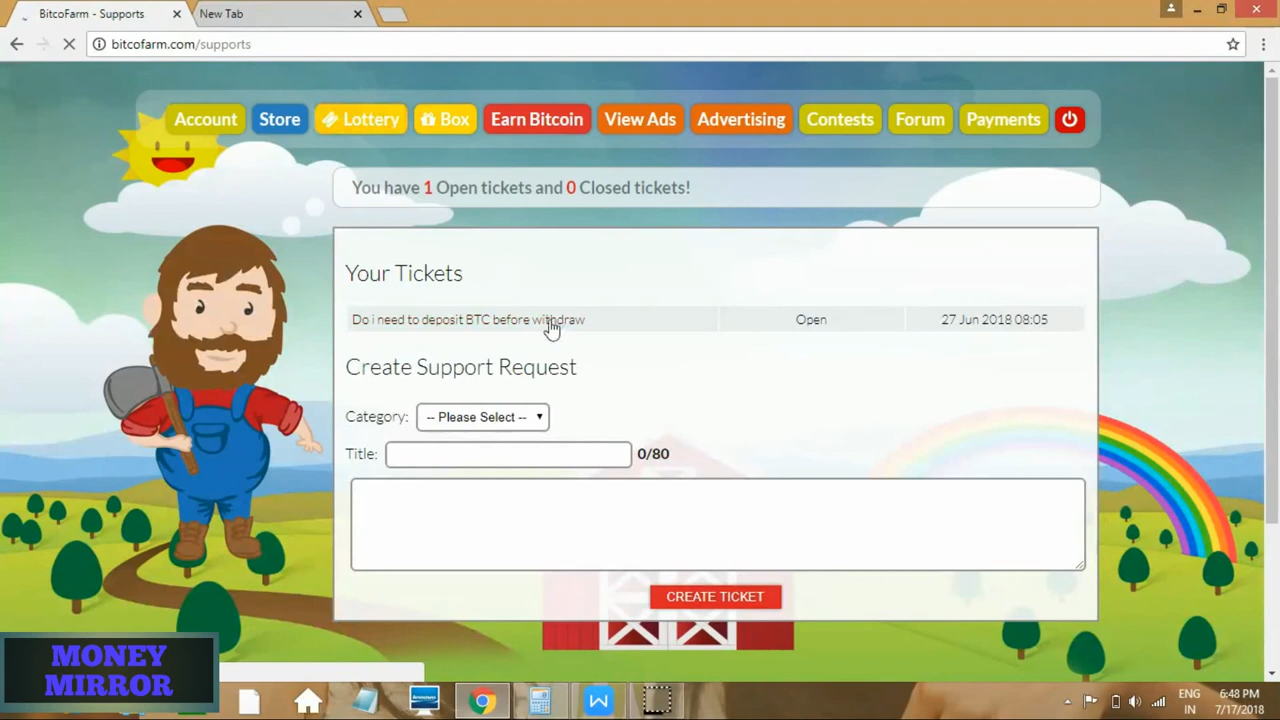 BitcoFarm - Supports
New Tab
bitcofarm.com/supports
Account
Store
Lottery
Box
Earn Bitcoin
View Ads
Advertising
Contests
Forum
Payments
You have 1 Open tickets and 0 Closed tickets!
Your Tickets
Do i need to deposit BTC before withdraw Open 27 Jun 2018 08:05
Create Support Request
Category: -- Please Select --
Title: 0/80
CREATE TICKET
MONEY
MIRROR
lenovo
W
ENG 6:48 PM
IN 7/17/2018